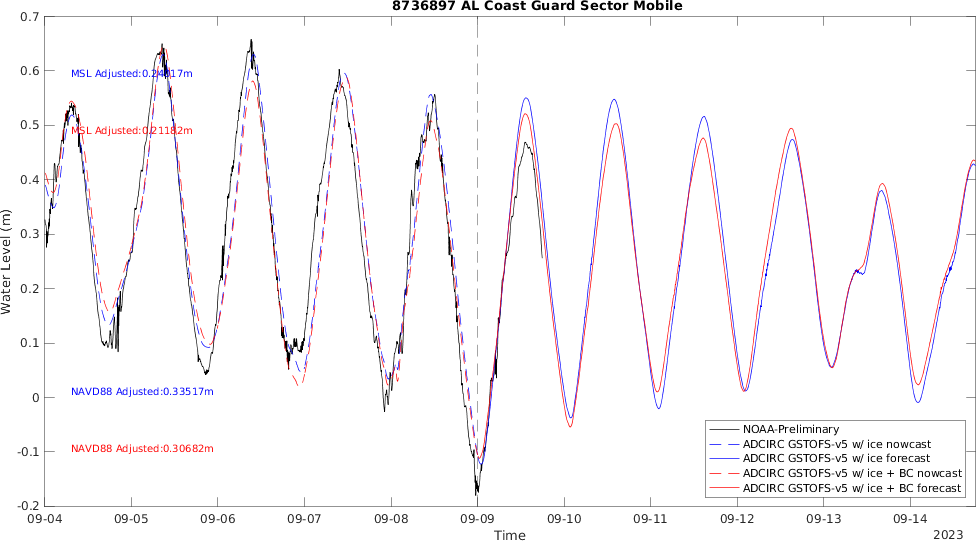 8736897 AL Coast Guard Sector Mobile
0.7
0.6
0.5
0.4
0.3
0.2
0.1
0
-0.1
-0.2
Water Level (m)
MSL Adjusted:
MSL Adjusted:0.21182m
NAVD88 Adjusted:0.33517m
NAVD88 Adjusted:0.30682m
NOAA-Preliminary
ADCIRC GSTOFS-v5 w/ ice nowcast
ADCIRC GSTOFS-v5 w/ ice forecast
ADCIRC GSTOFS-v5 w/ ice + BC nowcast
ADCIRC GSTOFS-v5 w/ ice + BC forecast
09-04 09-05 09-06 09-07 09-08 09-09 09-10 09-11 09-12 09-13 09-14
Time
2023